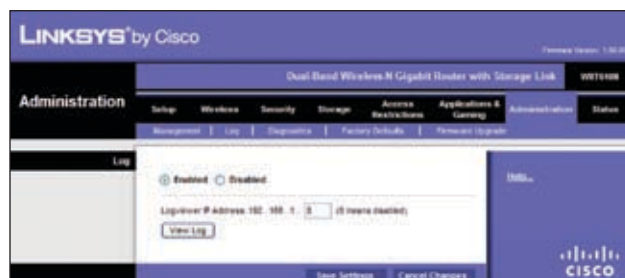 LINKSYS® by Cisco
Firmware Version:
Dual-Band Wireless-N Gigabit Router with Storage Link
Administration
Setup Wireless Security Storage Access Restrictions Applications & Gaming Administration Status
Management | Log | Diagnostics | Factory Defaults | Firmware Upgrade
Log
Enabled Disabled
Logviewer IP Address: 192 . 168 . 1 . (0 means disabled)
View Log
Help...
Save Settings Cancel Changes
CISCO